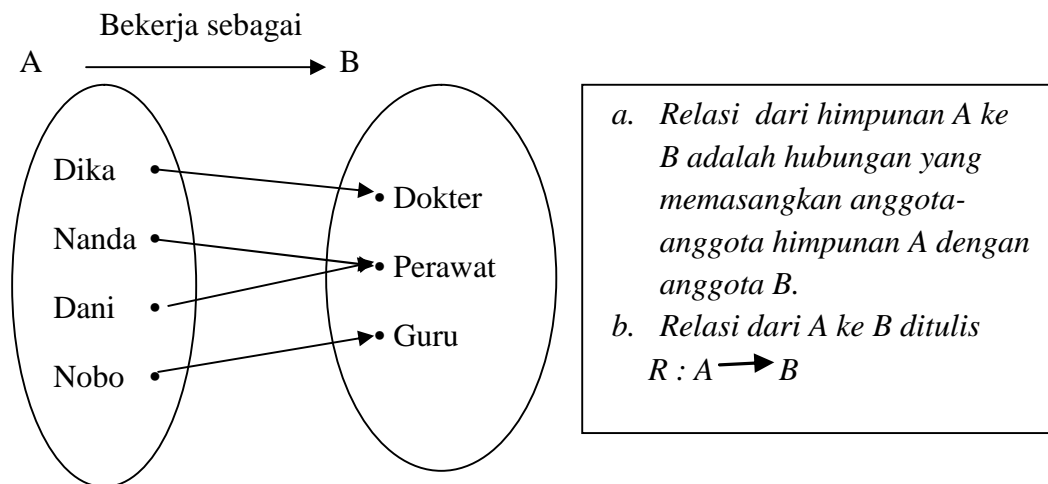 Bekerja sebagai
A B
Dika
Nanda
Dani
Nobo
Dokter
Perawat
Guru
a. Relasi dari himpunan A ke
B adalah hubungan yang
memasangkan anggota-
anggota himpunan A dengan
anggota B.
b. Relasi dari A ke B ditulis
R : A → B